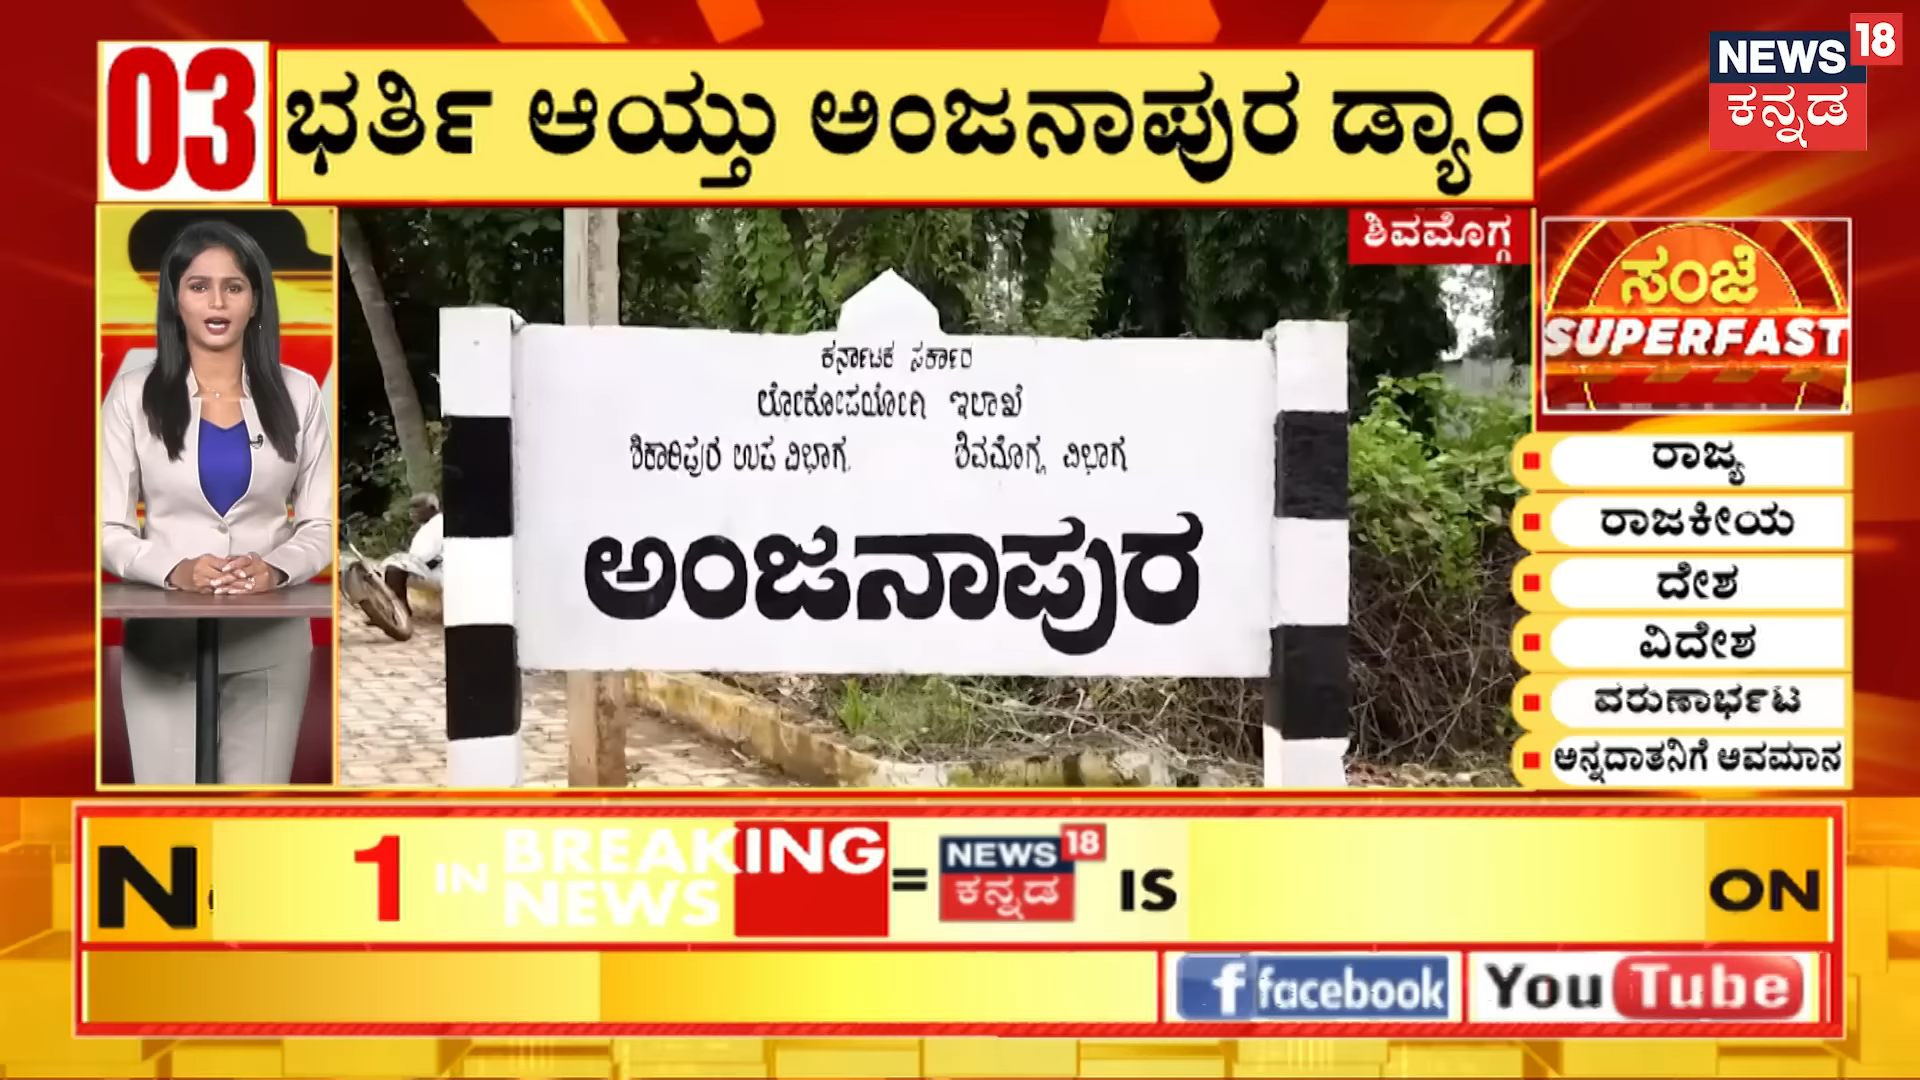 NEWS 18
ಕನ್ನಡ
03
ಭರ್ತಿ ಆಯ್ತು ಅಂಜನಾಪುರ ಡ್ಯಾಂ
ಶಿವಮೊಗ್ಗ
ಕರ್ನಾಟಕ ಸರ್ಕಾರ
ಲೋಕೋಪಯೋಗಿ ಇಲಾಖೆ
ಶಿಕಾರಿಪುರ ಉಪ ವಿಭಾಗ. ಶಿವಮೊಗ್ಗ ವಿಭಾಗ
ಅಂಜನಾಪುರ
ಸಂಜೆ
SUPERFAST
ರಾಜ್ಯ
ರಾಜಕೀಯ
ದೇಶ
ವಿದೇಶ
ವರುಣಾರ್ಭಟ
ಅನ್ನದಾತನಿಗೆ ಅವಮಾನ
N 1 IN BREAKING NEWS = NEWS 18 ಕನ್ನಡ IS ON
facebook YouTube